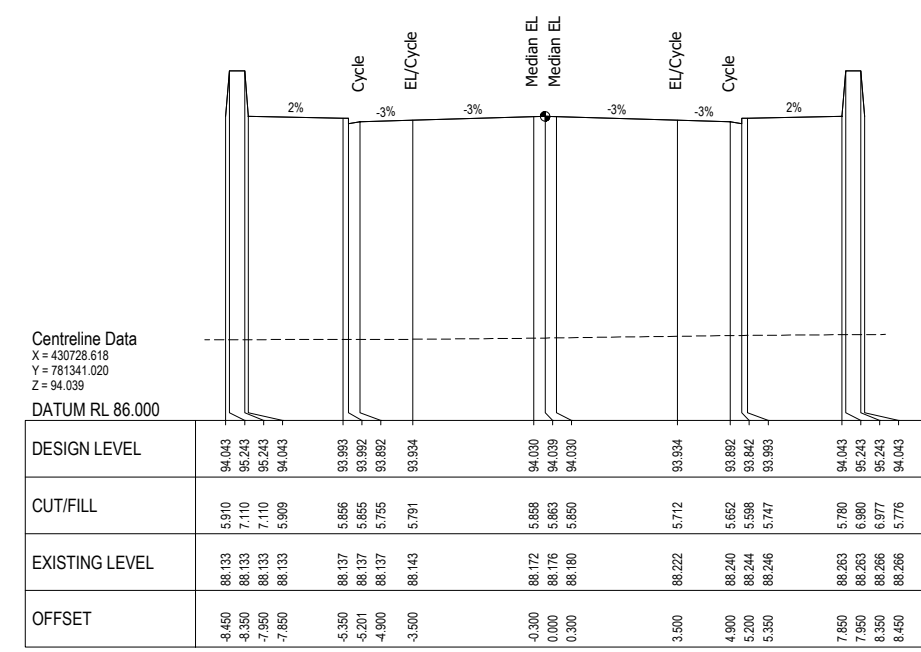 Cycle
EL/Cycle
Median EL
Median EL
EL/Cycle
Cycle
2%
-3%
-3%
-3%
-3%
2%
Centreline Data
X = 430728.618
Y = 781341.020
Z = 94.039
DATUM RL 86.000
DESIGN LEVEL 94.043 95.243 95.243 94.043 93.993 93.992 93.892 93.934 94.030 94.039 94.030 93.934 93.892 93.842 93.993 94.043 95.243 95.243 94.043
CUT/FILL 5.910 7.110 7.110 5.909 5.856 5.855 5.755 5.791 5.858 5.863 5.850 5.712 5.652 5.598 5.747 5.780 6.980 6.977 5.776
EXISTING LEVEL 88.133 88.133 88.133 88.133 88.137 88.137 88.137 88.143 88.172 88.176 88.180 88.222 88.240 88.244 88.246 88.263 88.263 88.266 88.266
OFFSET -8.450 -8.350 -7.950 -7.850 -5.350 -5.201 -4.900 -3.500 -0.300 0.000 0.300 3.500 4.900 5.200 5.350 7.850 7.950 8.350 8.450